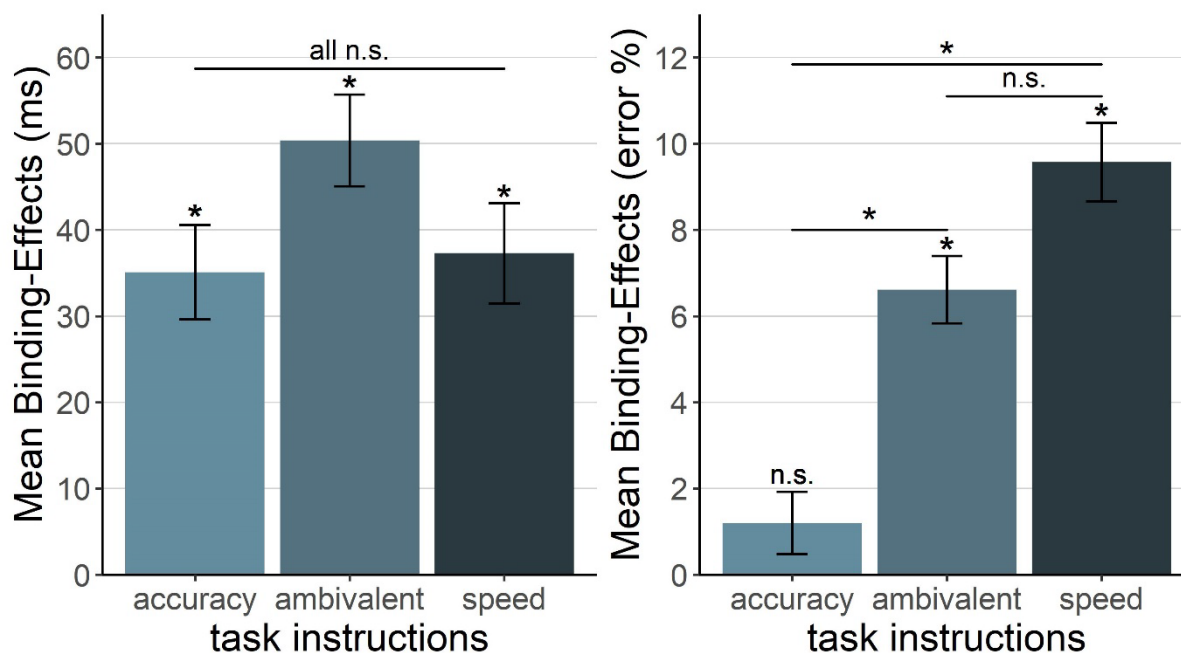 Mean Binding-Effects (ms)
60
50
40
30
20
10
0
all n.s.
*
*
*
accuracy ambivalent speed
task instructions
Mean Binding-Effects (error %)
12
10
8
6
4
2
0
*
n.s.
*
*
*
n.s.
accuracy ambivalent speed
task instructions